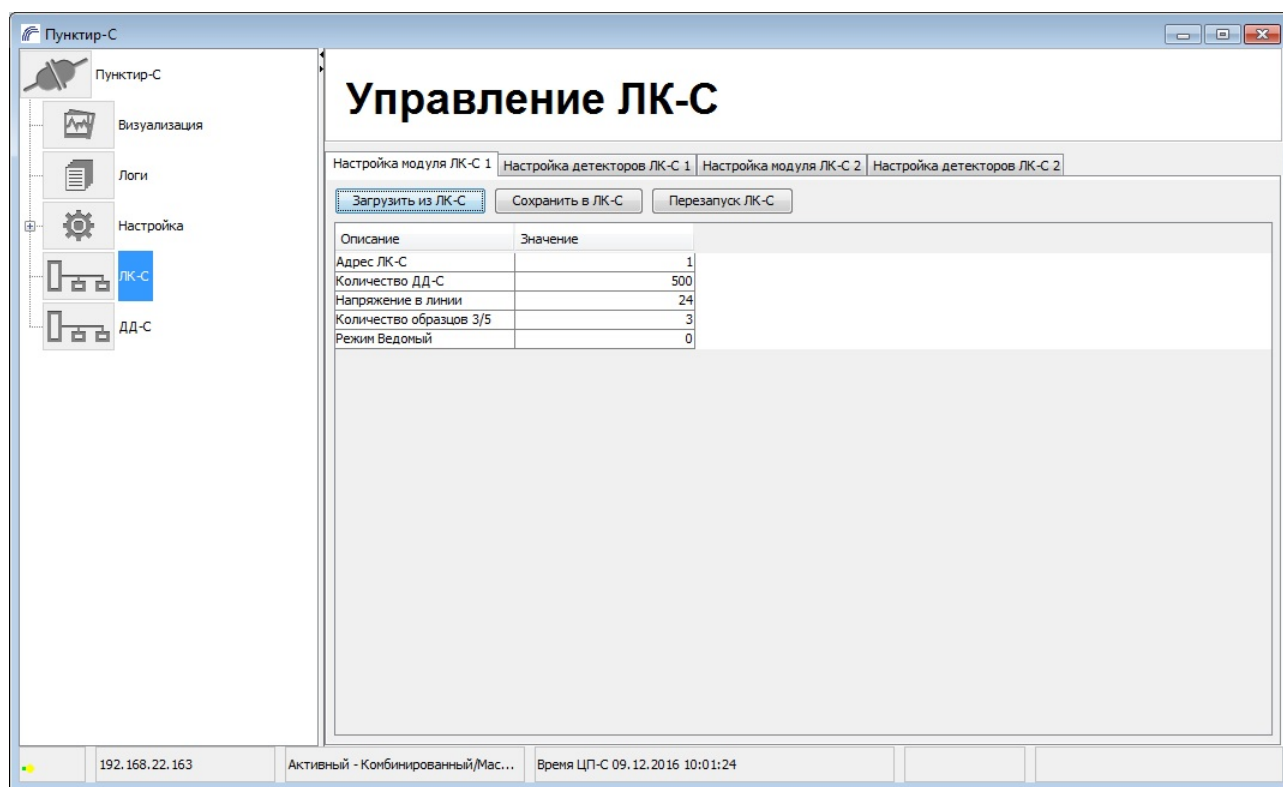 Пунктир-С
Пунктир-С
Визуализация
Логи
Настройка
ЛК-С
ДД-С
Управление ЛК-С
Настройка модуля ЛК-С 1 Настройка детекторов ЛК-С 1 Настройка модуля ЛК-С 2 Настройка детекторов ЛК-С 2
Загрузить из ЛК-С Сохранить в ЛК-С Перезапуск ЛК-С
Описание Значение
Адрес ЛК-С 1
Количество ДД-С 500
Напряжение в линии 24
Количество образцов 3/5 3
Режим Ведомый 0
192.168.22.163 Активный - Комбинированный/Мас... Время ЦП-С 09.12.2016 10:01:24